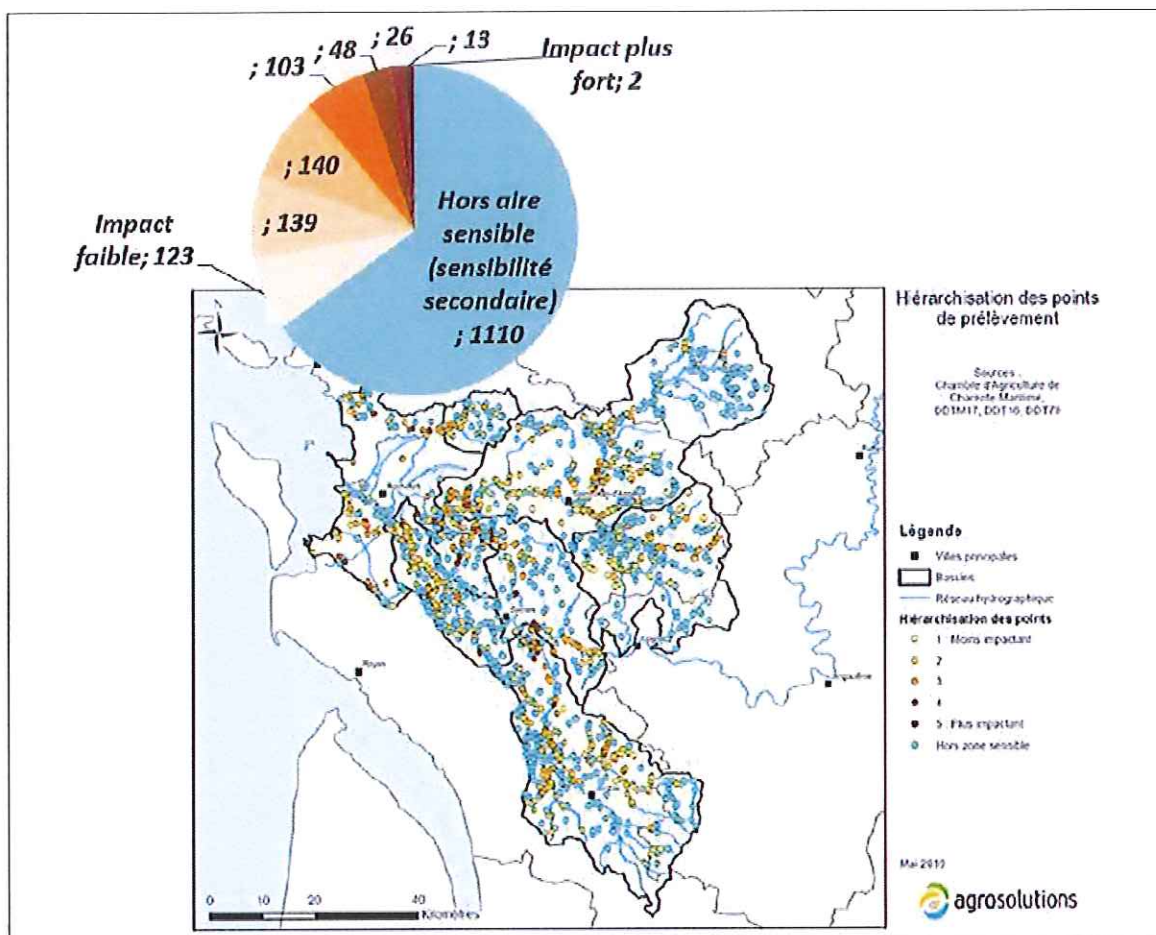 ; 26
; 13
; 48
; 103
Impact plus
fort; 2
; 140
; 139
Impact
faible; 123
Hors aire
sensible
(sensibilité
secondaire)
; 1110
Hiérarchisation des points
de prélèvement
Sources :
Chambre d'Agriculture de
Charente Maritime,
DDTM17, DDT16, DDT79
Royan
Légende
Villes principales
Bassins
Réseau hydrographique
Hiérarchisation des points
1 : Moins impactant
2
3
4
5 : Plus impactant
Hors zone sensible
0 10 20 40
Kilomètres
agrosolutions